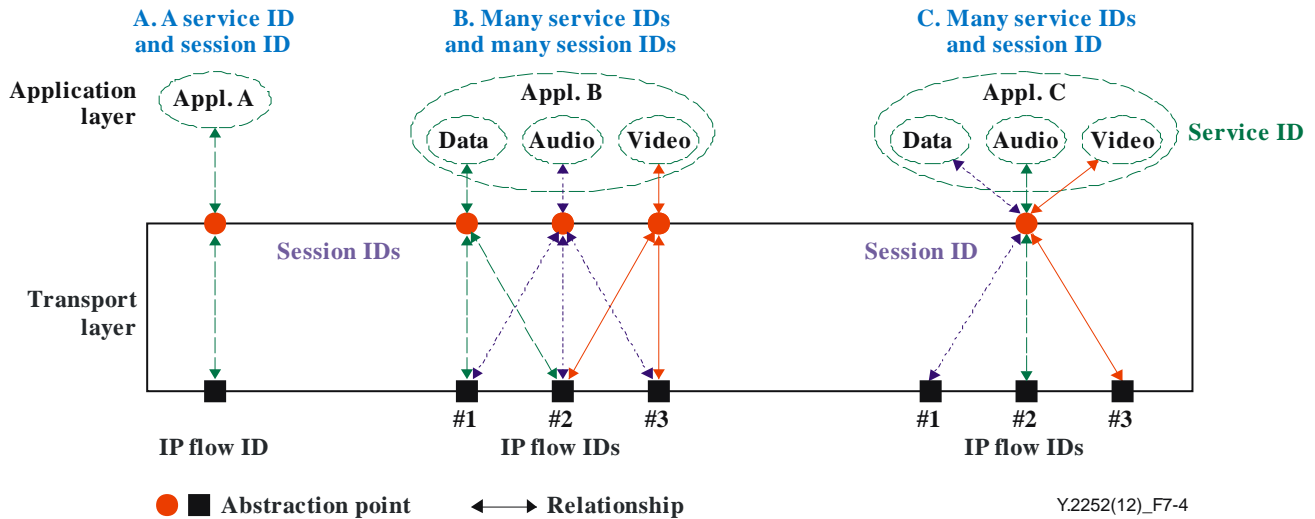 A. A service ID
and session ID
B. Many service IDs
and many session IDs
C. Many service IDs
and session ID
Application
layer
Appl. A
Appl. B
Data
Audio
Video
Appl. C
Data
Audio
Video
Service ID
Session IDs
Session ID
Transport
layer
#1
#2
#3
#1
#2
#3
IP flow ID
IP flow IDs
IP flow IDs
Abstraction point
Relationship
Y.2252(12)_F7-4